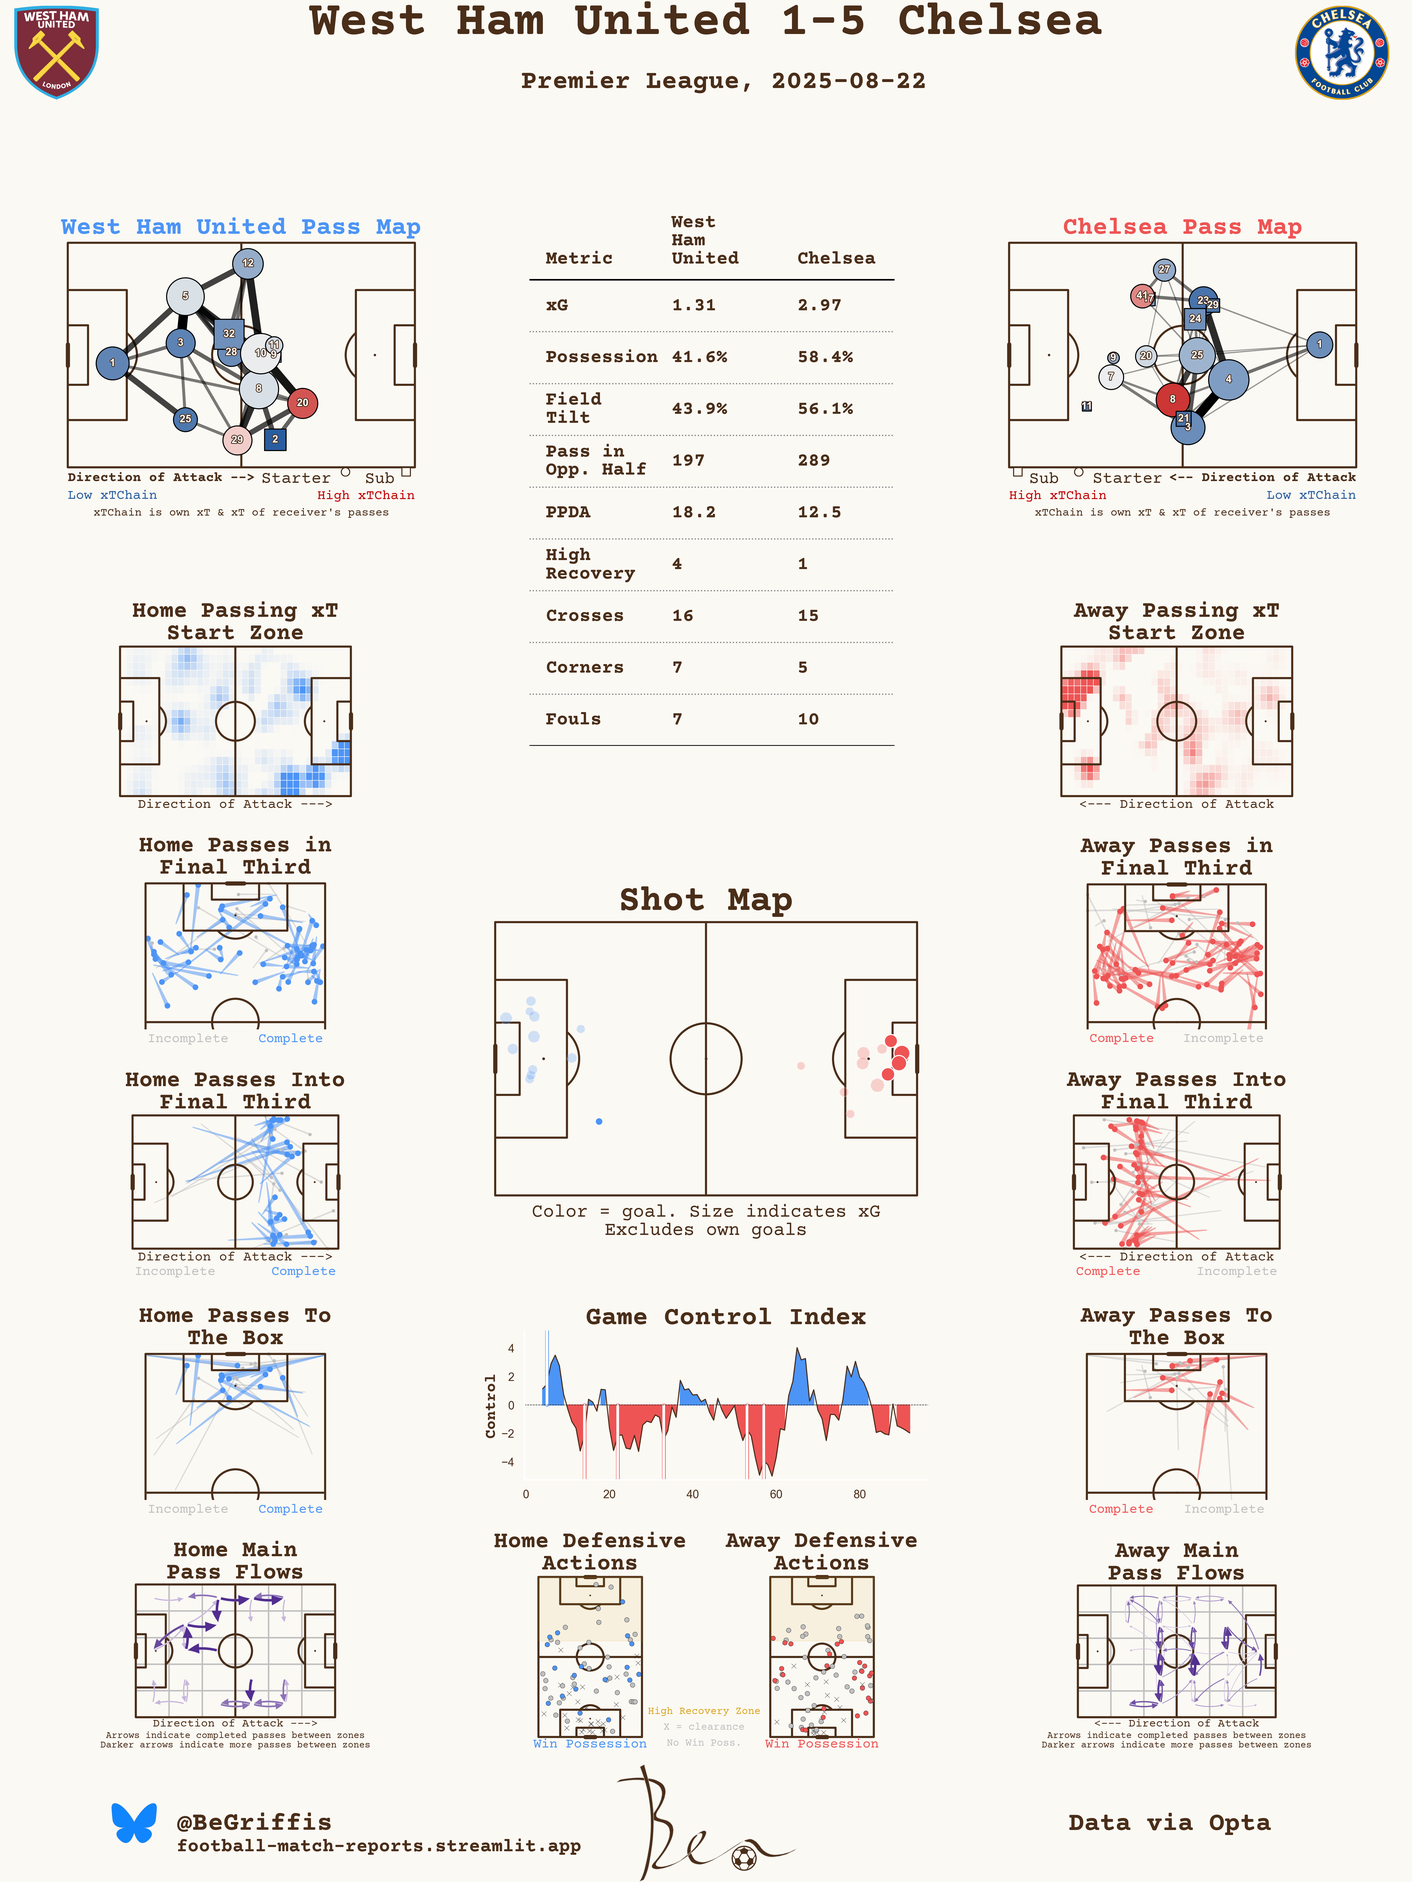 West Ham United 1-5 Chelsea
Premier League, 2025-08-22
WEST HAM
UNITED
LONDON
CHELSEA
FOOTBALL CLUB
West Ham United Pass Map
12
5
3
32
28
10
11
9
1
8
20
25
29
2
Direction of Attack --> Starter Sub
Low xTChain High xTChain
xTChain is own xT & xT of receiver's passes
Metric West Ham United Chelsea
xG 1.31 2.97
Possession 41.6% 58.4%
Field Tilt 43.9% 56.1%
Pass in Opp. Half 197 289
PPDA 18.2 12.5
High Recovery 4 1
Crosses 16 15
Corners 7 5
Fouls 7 10
Chelsea Pass Map
27
41
17
23
29
24
1
9
20
25
7
4
8
11
21
3
Sub Starter <-- Direction of Attack
High xTChain Low xTChain
xTChain is own xT & xT of receiver's passes
Home Passing xT
Start Zone
Direction of Attack --->
Away Passing xT
Start Zone
<--- Direction of Attack
Home Passes in
Final Third
Incomplete Complete
Away Passes in
Final Third
Complete Incomplete
Shot Map
Color = goal. Size indicates xG
Excludes own goals
Home Passes Into
Final Third
Direction of Attack --->
Incomplete Complete
Away Passes Into
Final Third
<--- Direction of Attack
Complete Incomplete
Home Passes To
The Box
Incomplete Complete
Game Control Index
Control
4
2
0
−2
−4
0 20 40 60 80
Away Passes To
The Box
Complete Incomplete
Home Main
Pass Flows
Direction of Attack --->
Arrows indicate completed passes between zones
Darker arrows indicate more passes between zones
Home Defensive
Actions
Win Possession
High Recovery Zone
X = clearance
No Win Poss.
Away Defensive
Actions
Win Possession
Away Main
Pass Flows
<--- Direction of Attack
Arrows indicate completed passes between zones
Darker arrows indicate more passes between zones
@BeGriffis
football-match-reports.streamlit.app
Ben
Data via Opta